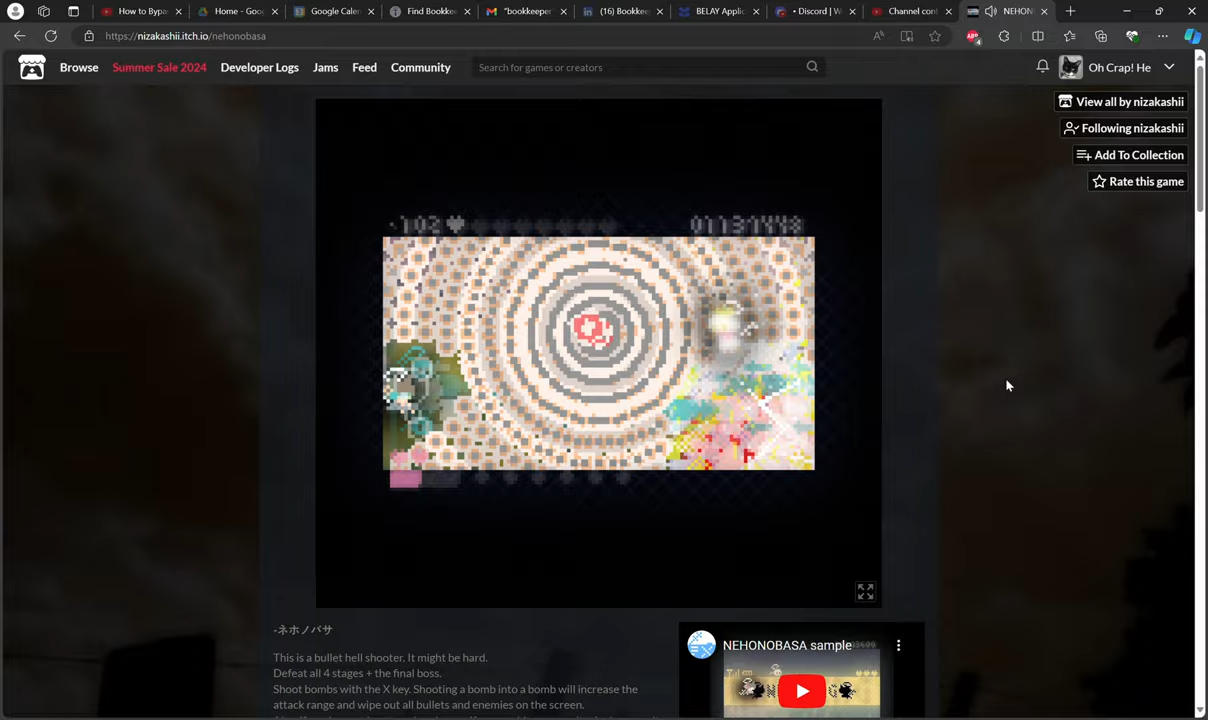 How to Bypa
Home - Goo
Google Calen
Find Bookke
"bookkeeper"
(16) Bookkee
BELAY Applic
• Discord | W
Channel cont
NEHON
https://nizakashii.itch.io/nehonobasa
Browse
Summer Sale 2024
Developer Logs
Jams
Feed
Community
Search for games or creators
Oh Crap! He
View all by nizakashii
Following nizakashii
Add To Collection
Rate this game
-ネホノバサ
This is a bullet hell shooter. It might be hard.
Defeat all 4 stages + the final boss.
Shoot bombs with the X key. Shooting a bomb into a bomb will increase the
attack range and wipe out all bullets and enemies on the screen.
NEHONOBASA sample